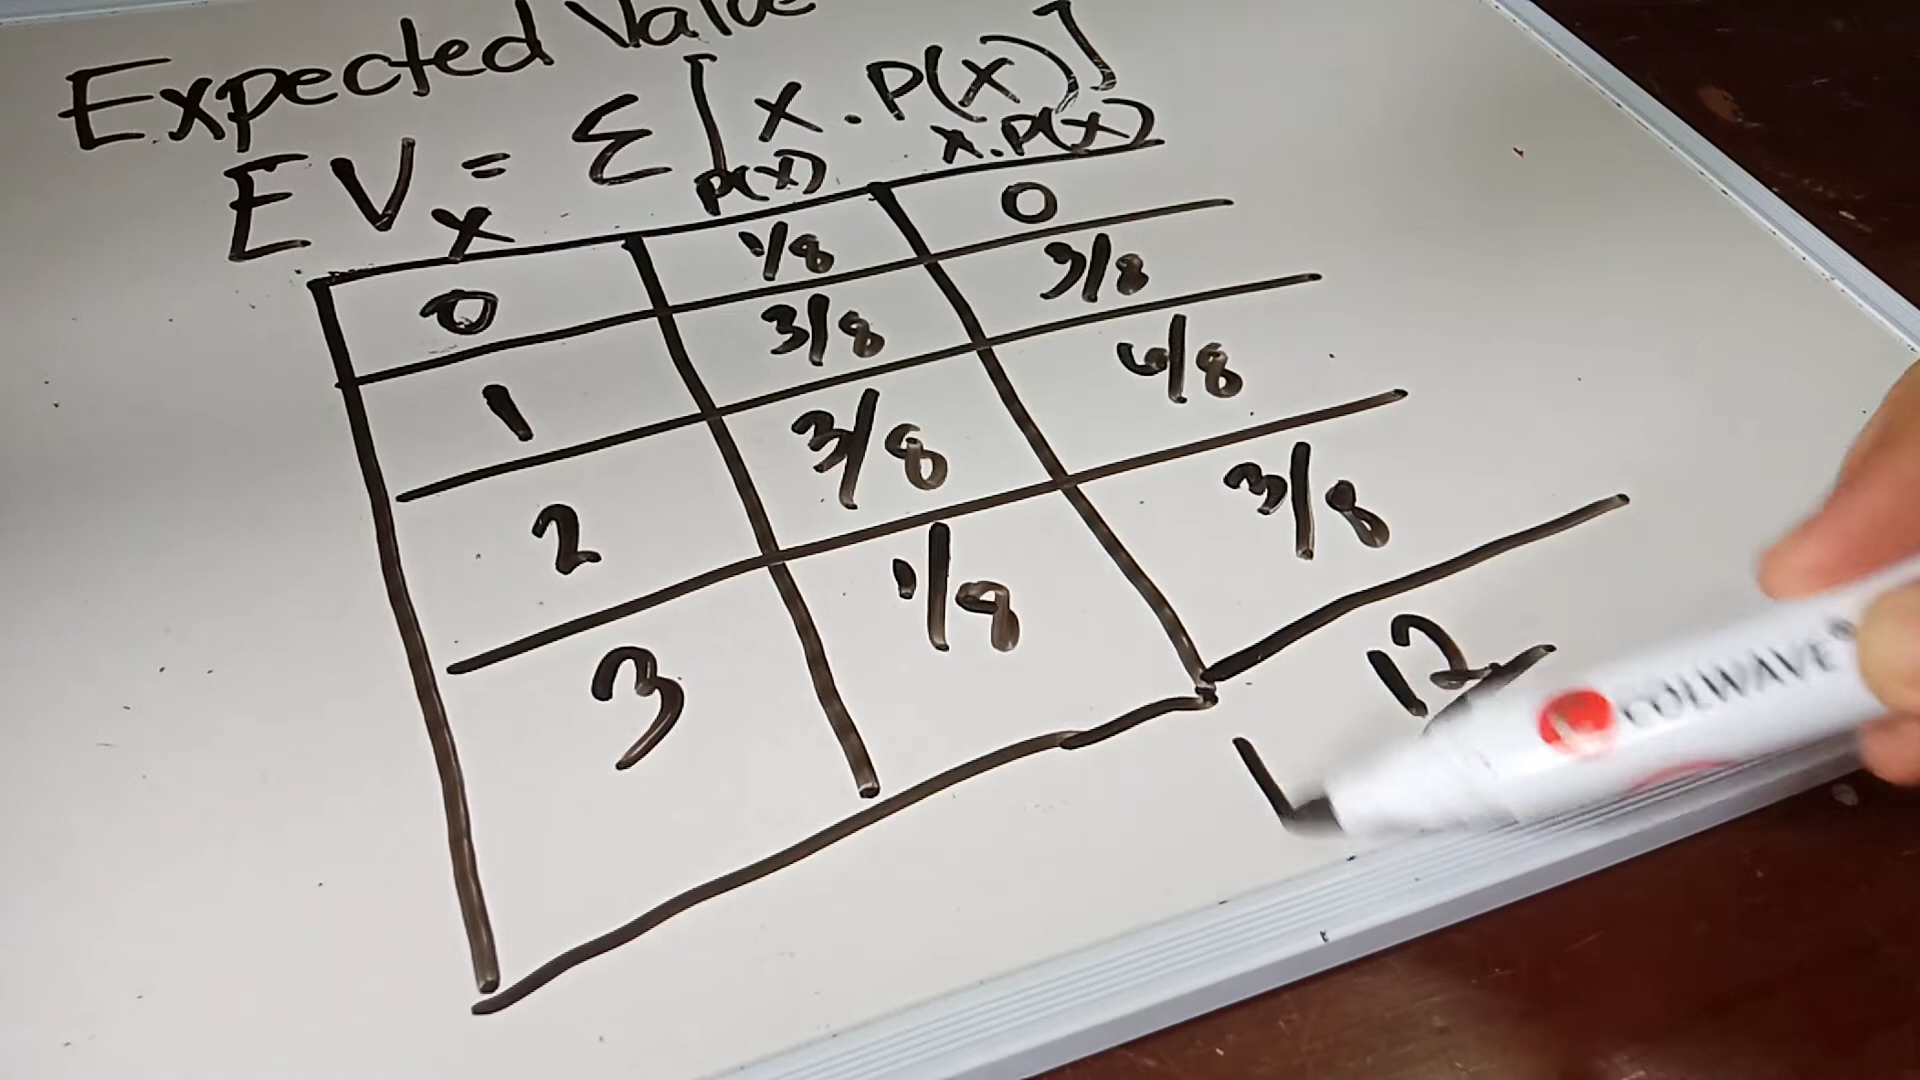 Expected Value
EVx = Σ[x.P(x)]
P(x) x.P(x)
0 1/8 0
1 3/8 3/8
2 3/8 6/8
3 1/8 3/8
12